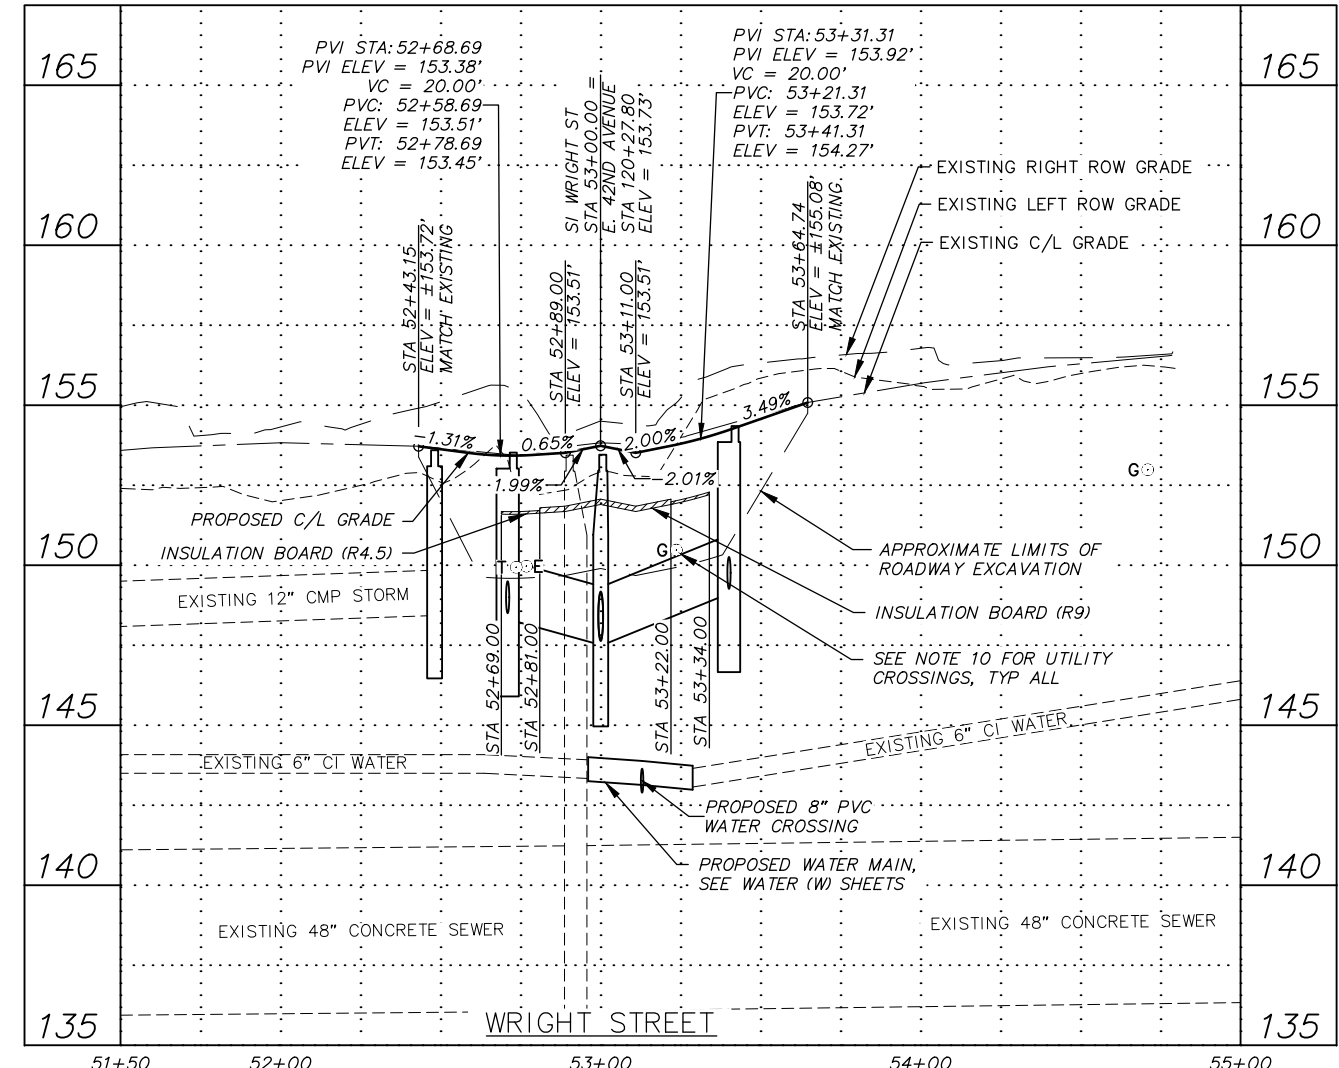 165
160
155
150
145
140
135
PVI STA: 52+68.69
PVI ELEV = 153.38'
VC = 20.00'
PVC: 52+58.69
ELEV = 153.51'
PVT: 52+78.69
ELEV = 153.45'
SI WRIGHT ST
STA 53+00.00 =
E. 42ND AVENUE
STA 120+27.80
ELEV = 153.73'
PVI STA: 53+31.31
PVI ELEV = 153.92'
VC = 20.00'
PVC: 53+21.31
ELEV = 153.72'
PVT: 53+41.31
ELEV = 154.27'
EXISTING RIGHT ROW GRADE
EXISTING LEFT ROW GRADE
EXISTING C/L GRADE
STA 52+43.15
ELEV = ±153.72'
MATCH EXISTING
STA 52+89.00
ELEV = 153.51'
STA 53+11.00
ELEV = 153.51'
STA 53+64.74
ELEV = ±155.08'
MATCH EXISTING
-1.31%
0.65%
2.00%
3.49%
1.99%
-2.01%
G
PROPOSED C/L GRADE
INSULATION BOARD (R4.5)
T
E
G
APPROXIMATE LIMITS OF
ROADWAY EXCAVATION
EXISTING 12" CMP STORM
INSULATION BOARD (R9)
SEE NOTE 10 FOR UTILITY
CROSSINGS, TYP ALL
STA 52+69.00
STA 52+81.00
STA 53+22.00
STA 53+34.00
EXISTING 6" CI WATER
EXISTING 6" CI WATER
PROPOSED 8" PVC
WATER CROSSING
PROPOSED WATER MAIN,
SEE WATER (W) SHEETS
EXISTING 48" CONCRETE SEWER
EXISTING 48" CONCRETE SEWER
WRIGHT STREET
165
160
155
150
145
140
135
51+50
52+00
53+00
54+00
55+00